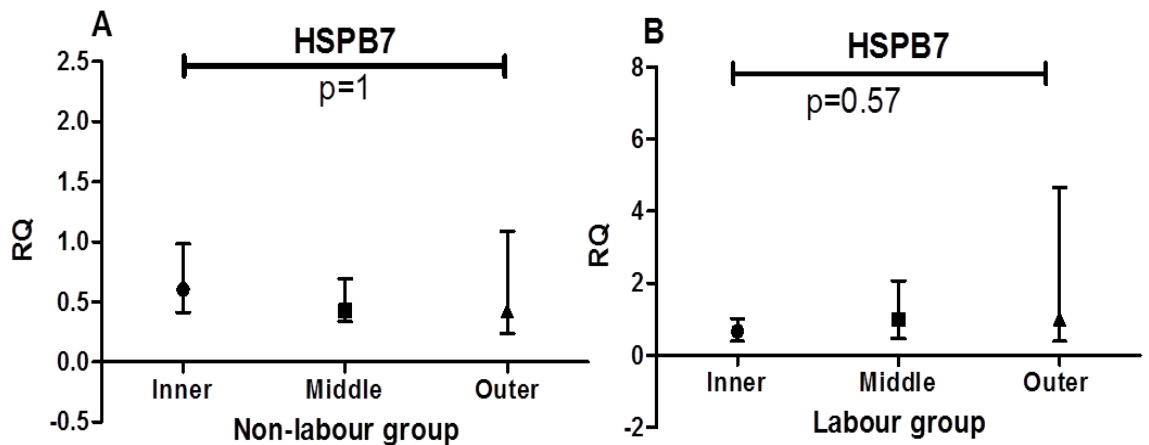 A
HSPB7
p=1
2.5
2.0
1.5
1.0
0.5
0.0
-0.5
RQ
Inner Middle Outer
Non-labour group
B
HSPB7
p=0.57
8
6
4
2
0
-2
RQ
Inner Middle Outer
Labour group